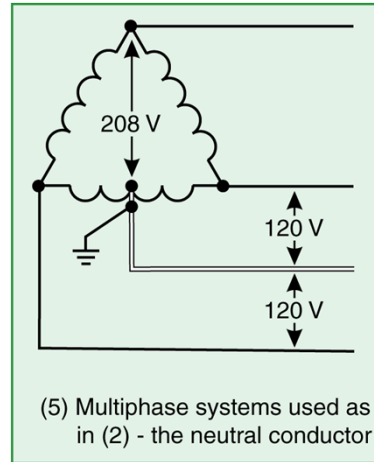 208 V
120 V
120 V
(5) Multiphase systems used as
in (2) - the neutral conductor